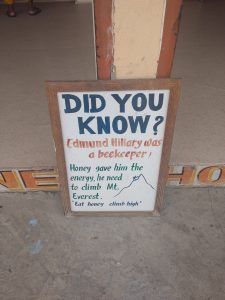 DID YOU
KNOW?
Edmund Hillary was
a beekeeper!
Honey gave him the
energy, he need
to climb Mt.
Everest.
"Eat honey climb high"